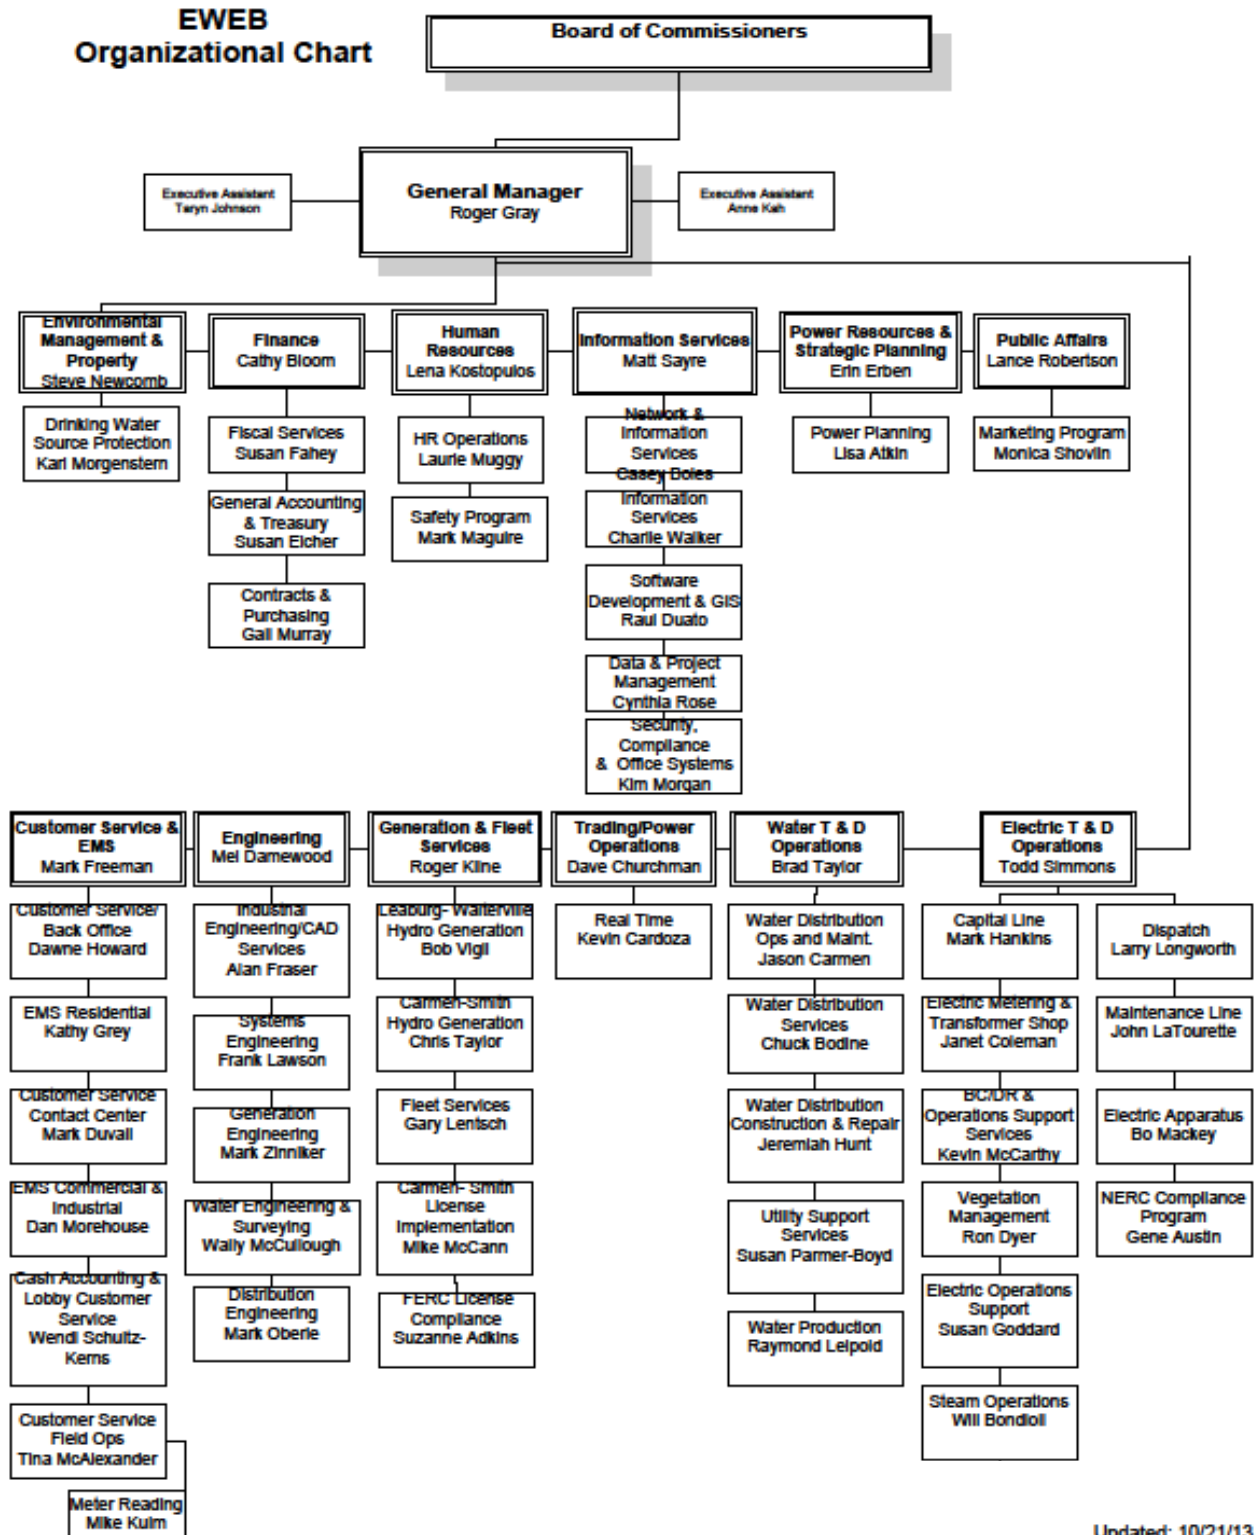 EWEB
Organizational Chart
Board of Commissioners
General Manager
Roger Gray
Executive Assistant
Taryn Johnson
Executive Assistant
Anne Kah
Environmental
Management &
Property
Steve Newcomb
Finance
Cathy Bloom
Human
Resources
Lena Kostopulos
Information Services
Matt Sayre
Power Resources &
Strategic Planning
Erin Erben
Public Affairs
Lance Robertson
Drinking Water
Source Protection
Karl Morgenstern
Fiscal Services
Susan Fahey
General Accounting
& Treasury
Susan Eicher
Contracts &
Purchasing
Gail Murray
HR Operations
Laurie Muggy
Safety Program
Mark Maguire
Network &
Information
Services
Casey Boles
Information
Services
Charlie Walker
Software
Development & GIS
Raul Duato
Data & Project
Management
Cynthia Rose
Security,
Compliance
& Office Systems
Kim Morgan
Power Planning
Lisa Atkin
Marketing Program
Monica Shovlin
Customer Service &
EMS
Mark Freeman
Engineering
Mel Damewood
Generation & Fleet
Services
Roger Kline
Trading/Power
Operations
Dave Churchman
Water T & D
Operations
Brad Taylor
Electric T & D
Operations
Todd Simmons
Customer Service/
Back Office
Dawne Howard
EMS Residential
Kathy Grey
Customer Service
Contact Center
Mark Duvall
EMS Commercial &
Industrial
Dan Morehouse
Cash Accounting &
Lobby Customer
Service
Wendi Schultz-
Kerns
Customer Service
Field Ops
Tina McAlexander
Meter Reading
Mike Kulm
Industrial
Engineering/CAD
Services
Alan Fraser
Systems
Engineering
Frank Lawson
Generation
Engineering
Mark Zinniker
Water Engineering &
Surveying
Wally McCullough
Distribution
Engineering
Mark Oberle
Leaburg- Walterville
Hydro Generation
Bob Vigil
Carmen-Smith
Hydro Generation
Chris Taylor
Fleet Services
Gary Lentsch
Carmen- Smith
License
Implementation
Mike McCann
FERC License
Compliance
Suzanne Adkins
Real Time
Kevin Cardoza
Water Distribution
Ops and Maint.
Jason Carmen
Water Distribution
Services
Chuck Bodine
Water Distribution
Construction & Repair
Jeremiah Hunt
Utility Support
Services
Susan Parmer-Boyd
Water Production
Raymond Leipold
Capital Line
Mark Hankins
Electric Metering &
Transformer Shop
Janet Coleman
BC/DR &
Operations Support
Services
Kevin McCarthy
Vegetation
Management
Ron Dyer
Electric Operations
Support
Susan Goddard
Steam Operations
Will Bondioli
Dispatch
Larry Longworth
Maintenance Line
John LaTourette
Electric Apparatus
Bo Mackey
NERC Compliance
Program
Gene Austin
Updated: 10/21/13